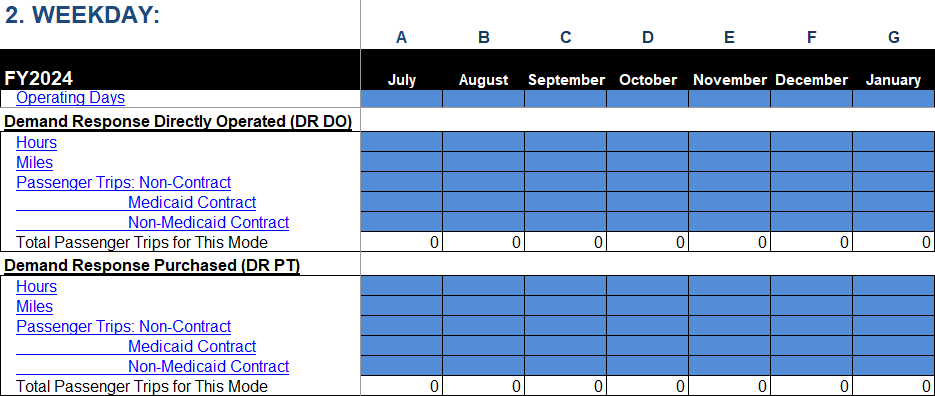 2. WEEKDAY:
A B C D E F G
FY2024 July August September October November December January
Operating Days
Demand Response Directly Operated (DR DO)
Hours
Miles
Passenger Trips: Non-Contract
Medicaid Contract
Non-Medicaid Contract
Total Passenger Trips for This Mode 0 0 0 0 0 0 0
Demand Response Purchased (DR PT)
Hours
Miles
Passenger Trips: Non-Contract
Medicaid Contract
Non-Medicaid Contract
Total Passenger Trips for This Mode 0 0 0 0 0 0 0